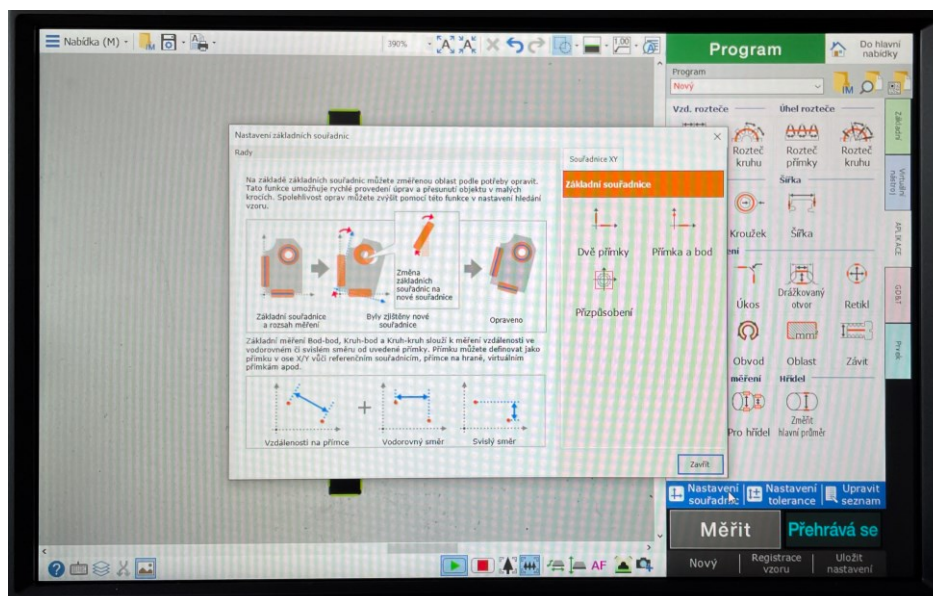 Nabídka (M)
IM
390%
1.00
Program
Do hlavní
nabídky
Program
Nový
IM
Vzd. rozteče
Úhel rozteče
Rozteč
kruhu
Rozteč
přímky
Rozteč
kruhu
Šířka
Kroužek
Šířka
ení
Úkos
Drážkovaný
otvor
Retikl
mm²
Obvod
Oblast
Závit
měření
Hřídel
Pro hřídel
Změřit
hlavní průměr
Základní
Virtuální
nástroj
APLIKACE
GD&T
Prvek
Nastavení základních souřadnic
Rady
Na základě základních souřadnic můžete změřenou oblast podle potřeby opravit.
Tato funkce umožňuje rychlé provedení úprav a přesunutí objektu v malých
krocích. Spolehlivost oprav můžete zvýšit pomocí této funkce v nastavení hledání
vzoru.
Změna
základních
souřadnic na
nové souřadnice
Základní souřadnice
a rozsah měření
Byly zjištěny nové
souřadnice
Opraveno
Základní měření Bod-bod, Kruh-bod a Kruh-kruh slouží k měření vzdálenosti ve
vodorovném či svislém směru od uvedené přímky. Přímku můžete definovat jako
přímku v ose X/Y vůči referenčním souřadnicím, přímce na hraně, virtuálním
přímkám apod.
Vzdálenosti na přímce
Vodorovný směr
Svislý směr
Souřadnice XY
Základní souřadnice
Dvě přímky
Přímka a bod
Přizpůsobení
Zavřít
Nastavení
souřadnic
Nastavení
tolerance
Upravit
seznam
Měřit
Přehrává se
Nový
Registrace
vzoru
Uložit
nastavení
AF